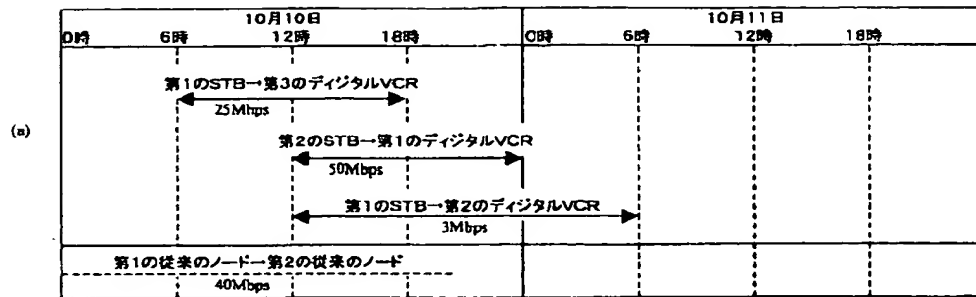 10月10日 10月11日
0時 6時 12時 18時 0時 6時 12時 18時
第1のSTB→第3のディジタルVCR
25Mbps
(a)
第2のSTB→第1のディジタルVCR
50Mbps
第1のSTB→第2のディジタルVCR
3Mbps
第1の従来のノード→第2の従来のノード
40Mbps